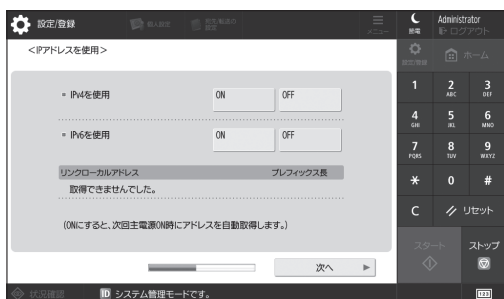 設定/登録
個人設定
メニュー
節電
Administrator
ログアウト
<IPアドレスを使用>
設定/登録
ホーム
IPv4を使用
ON
OFF
IPv6を使用
ON
OFF
リンクローカルアドレス
プレフィックス長
取得できませんでした。
(ONにすると、次回主電源ON時にアドレスを自動取得します。)
次へ
1
2
ABC
3
DEF
4
GHI
5
JKL
6
MNO
7
PQRS
8
TUV
9
WXYZ
*
0
#
C
リセット
スタート
ストップ
状況確認
ID システム管理モードです。
123